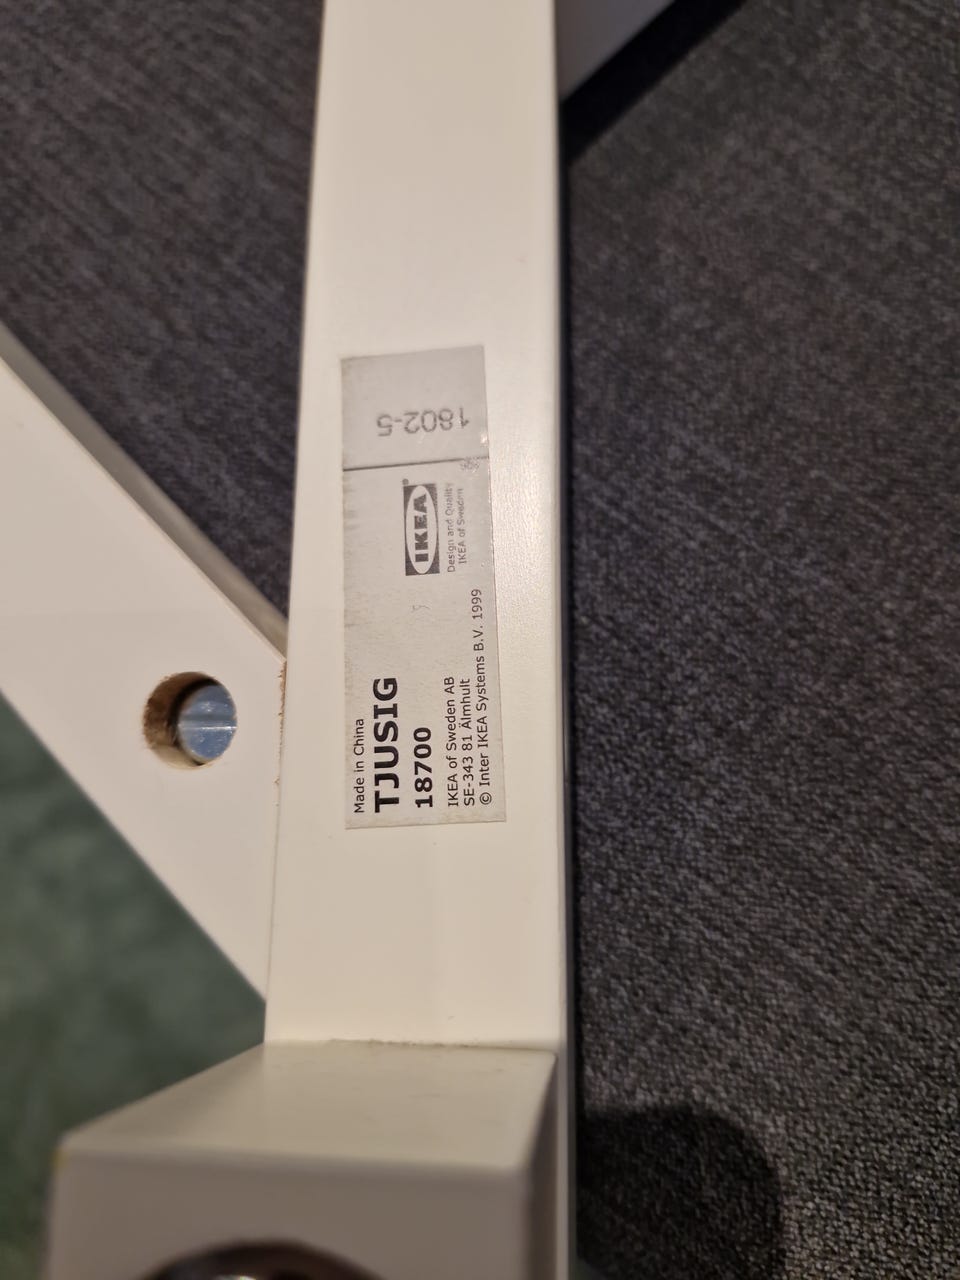 Made in China
TJUSIG
18700
IKEA of Sweden AB
SE-343 81 Älmhult
© Inter IKEA Systems B.V. 1999
IKEA®
Design and Quality
IKEA of Sweden
1802-5